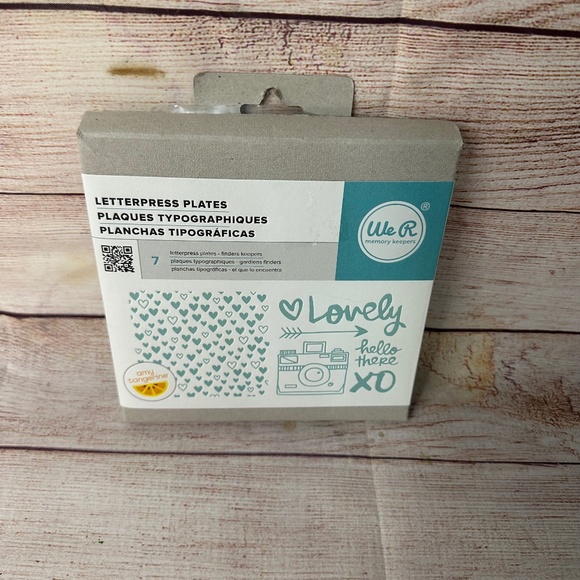 LETTERPRESS PLATES
PLAQUES TYPOGRAPHIQUES
PLANCHAS TIPOGRÁFICAS
We R
memory keepers
®
7
letterpress plates - finders keepers
plaques typographiques - gardiens finders
planchas tipográficas - el que lo encuentra
Lovely
hello
there
XO
amy
tangerine